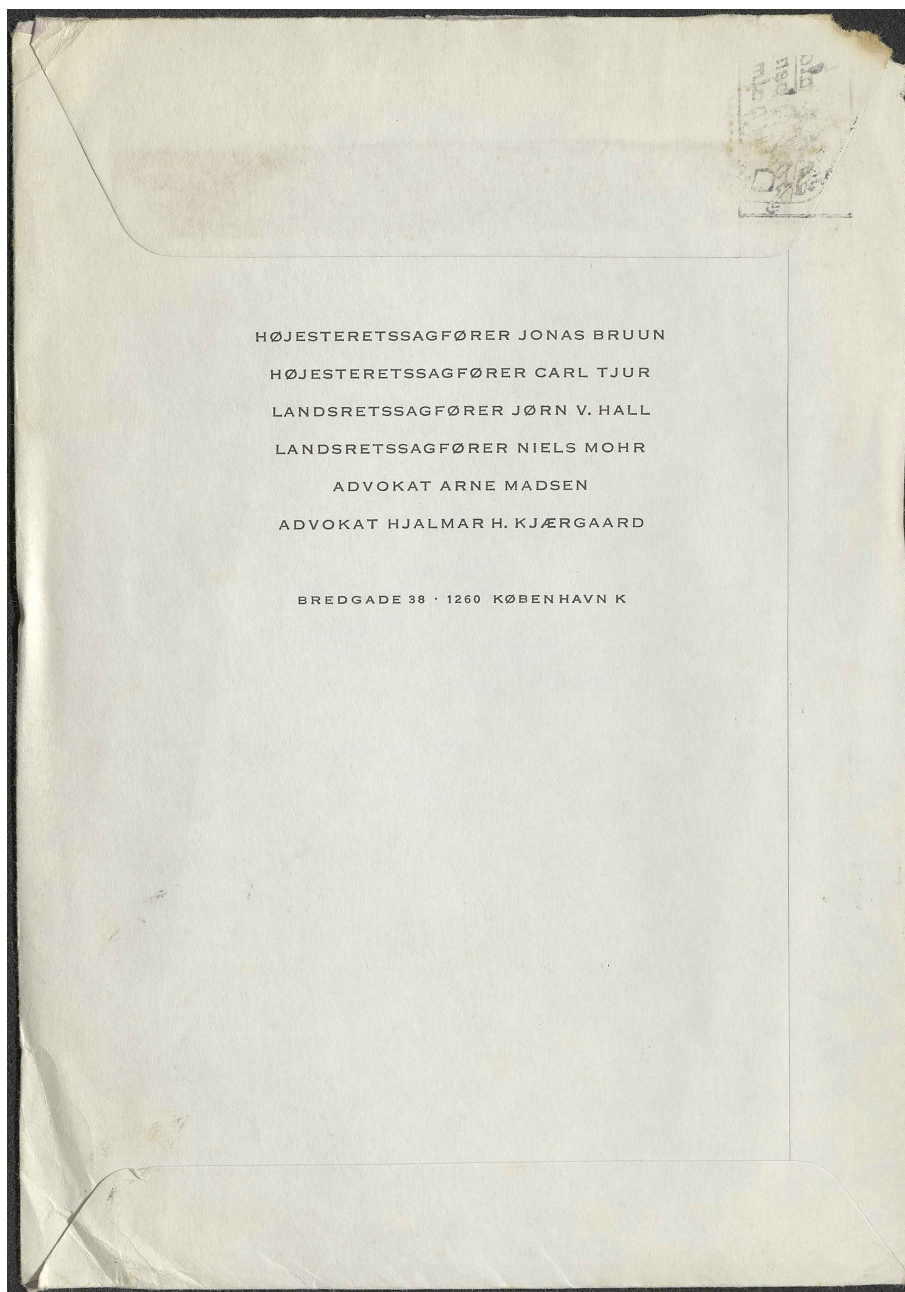 HØJESTERETSSAGFØRER JONAS BRUUN
HØJESTERETSSAGFØRER CARL TJUR
LANDSRETSSAGFØRER JØRN V. HALL
LANDSRETSSAGFØRER NIELS MOHR
ADVOKAT ARNE MADSEN
ADVOKAT HJALMAR H. KJÆRGAARD
BREDGADE 38 · 1260 KØBENHAVN K